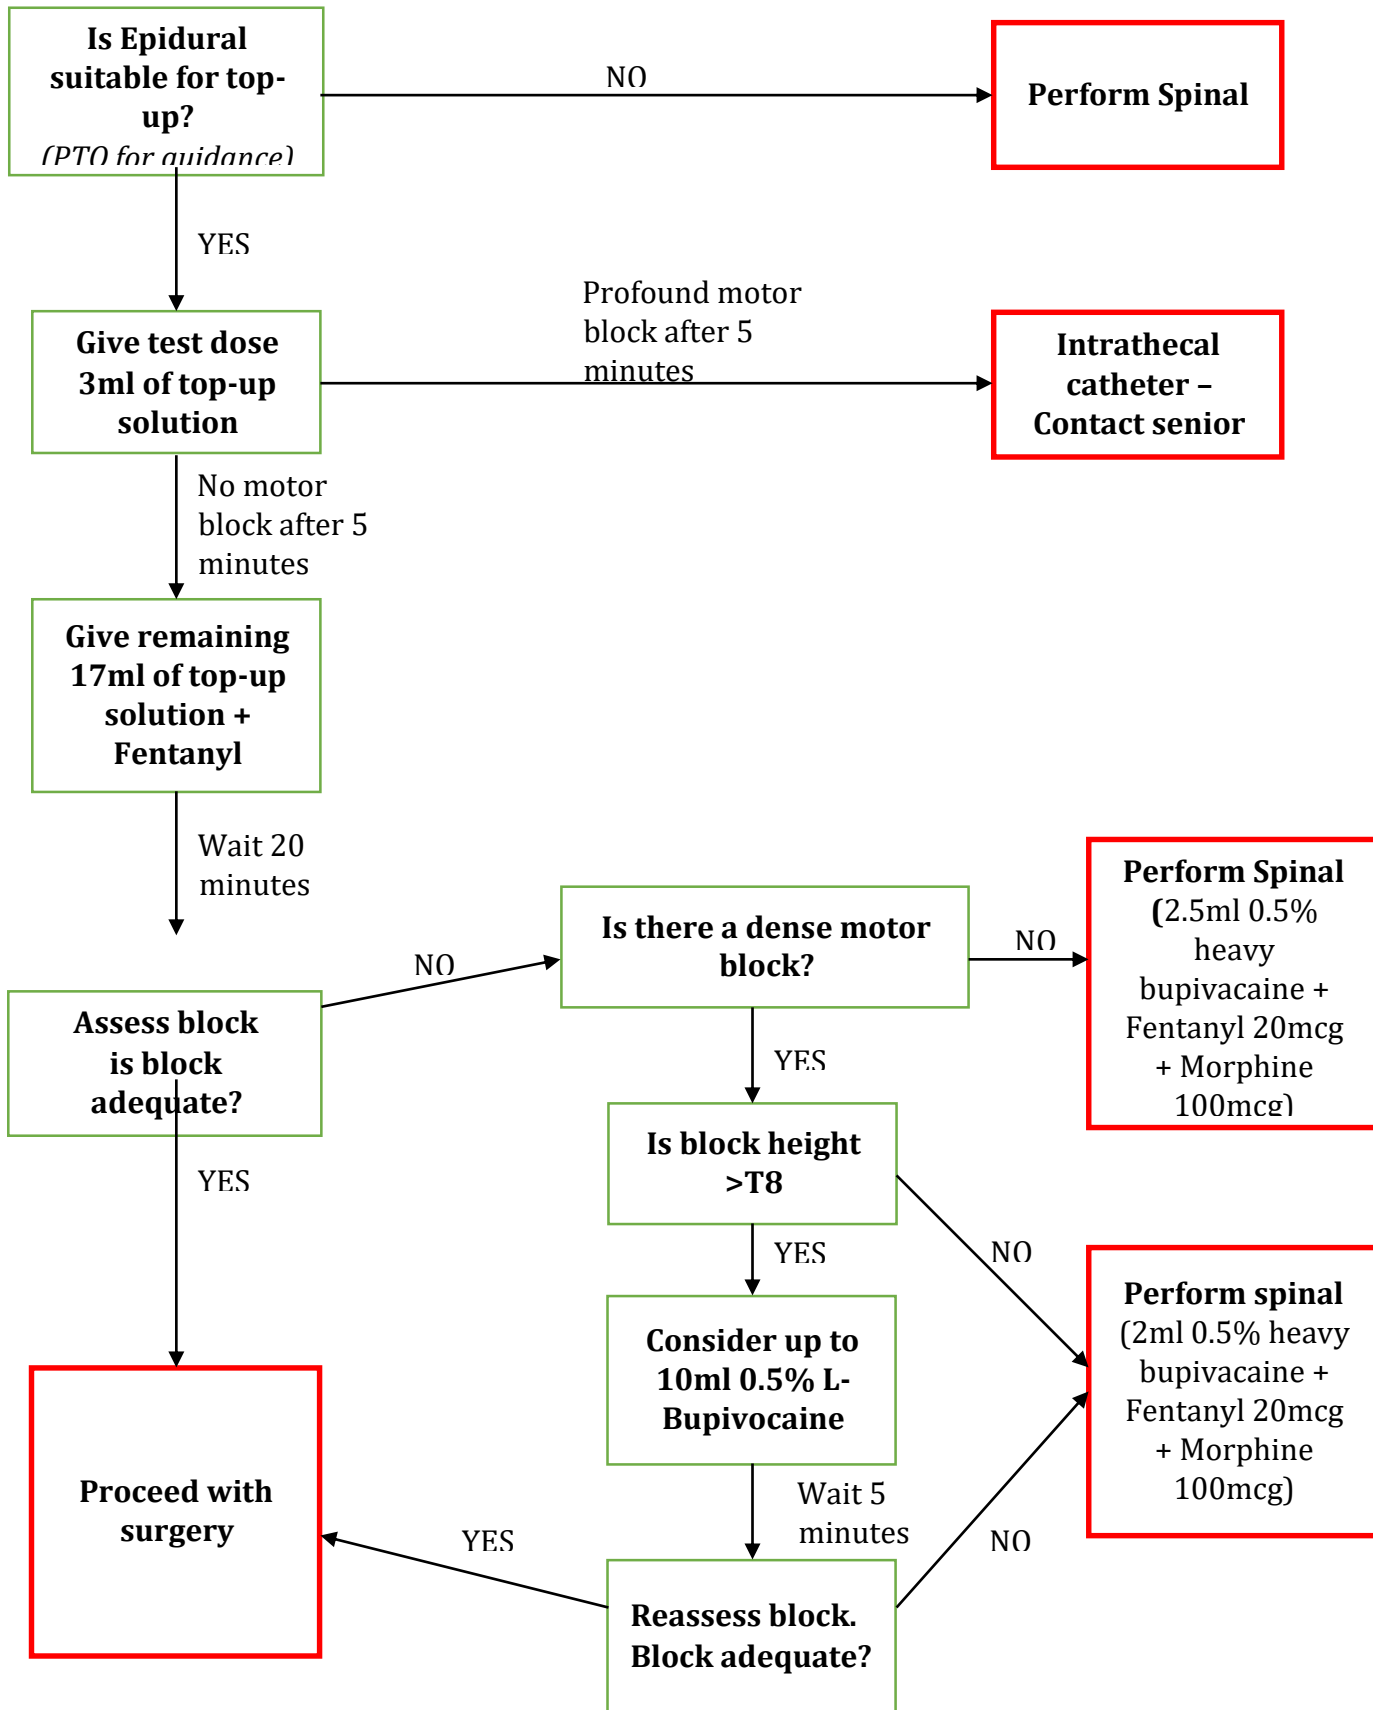 Is Epidural
suitable for top-
up?
(PTO for guidance)
NO
Perform Spinal
YES
Give test dose
3ml of top-up
solution
Profound motor
block after 5
minutes
Intrathecal
catheter –
Contact senior
No motor
block after 5
minutes
Give remaining
17ml of top-up
solution +
Fentanyl
Wait 20
minutes
Assess block
is block
adequate?
NO
Is there a dense motor
block?
NO
Perform Spinal
(2.5ml 0.5%
heavy
bupivacaine +
Fentanyl 20mcg
+ Morphine
100mcg)
YES
Is block height
>T8
YES
NO
YES
Consider up to
10ml 0.5% L-
Bupivocaine
Perform spinal
(2ml 0.5% heavy
bupivacaine +
Fentanyl 20mcg
+ Morphine
100mcg)
Wait 5
minutes
Proceed with
surgery
YES
NO
Reassess block.
Block adequate?